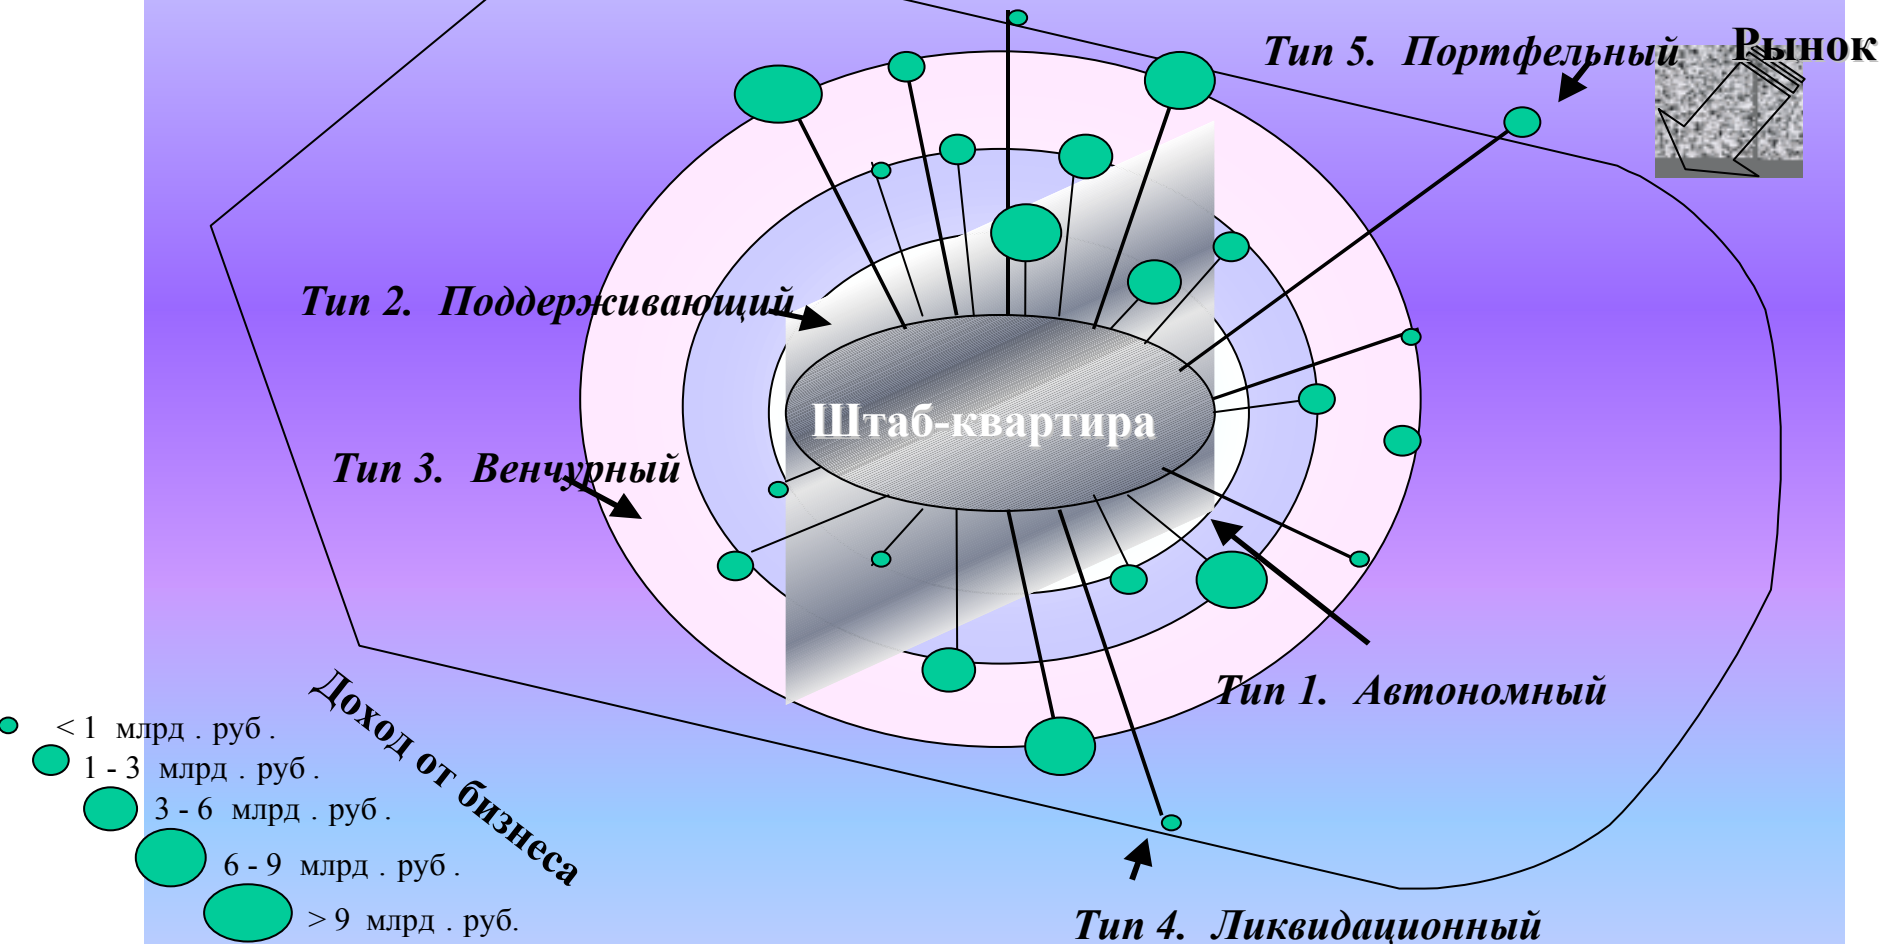 Тип 5. Портфельный
Рынок
Тип 2. Поддерживающий
Штаб-квартира
Тип 3. Венчурный
Тип 1. Автономный
Доход от бизнеса
< 1 млрд . руб .
1 - 3 млрд . руб .
3 - 6 млрд . руб .
6 - 9 млрд . руб .
> 9 млрд . руб.
Тип 4. Ликвидационный